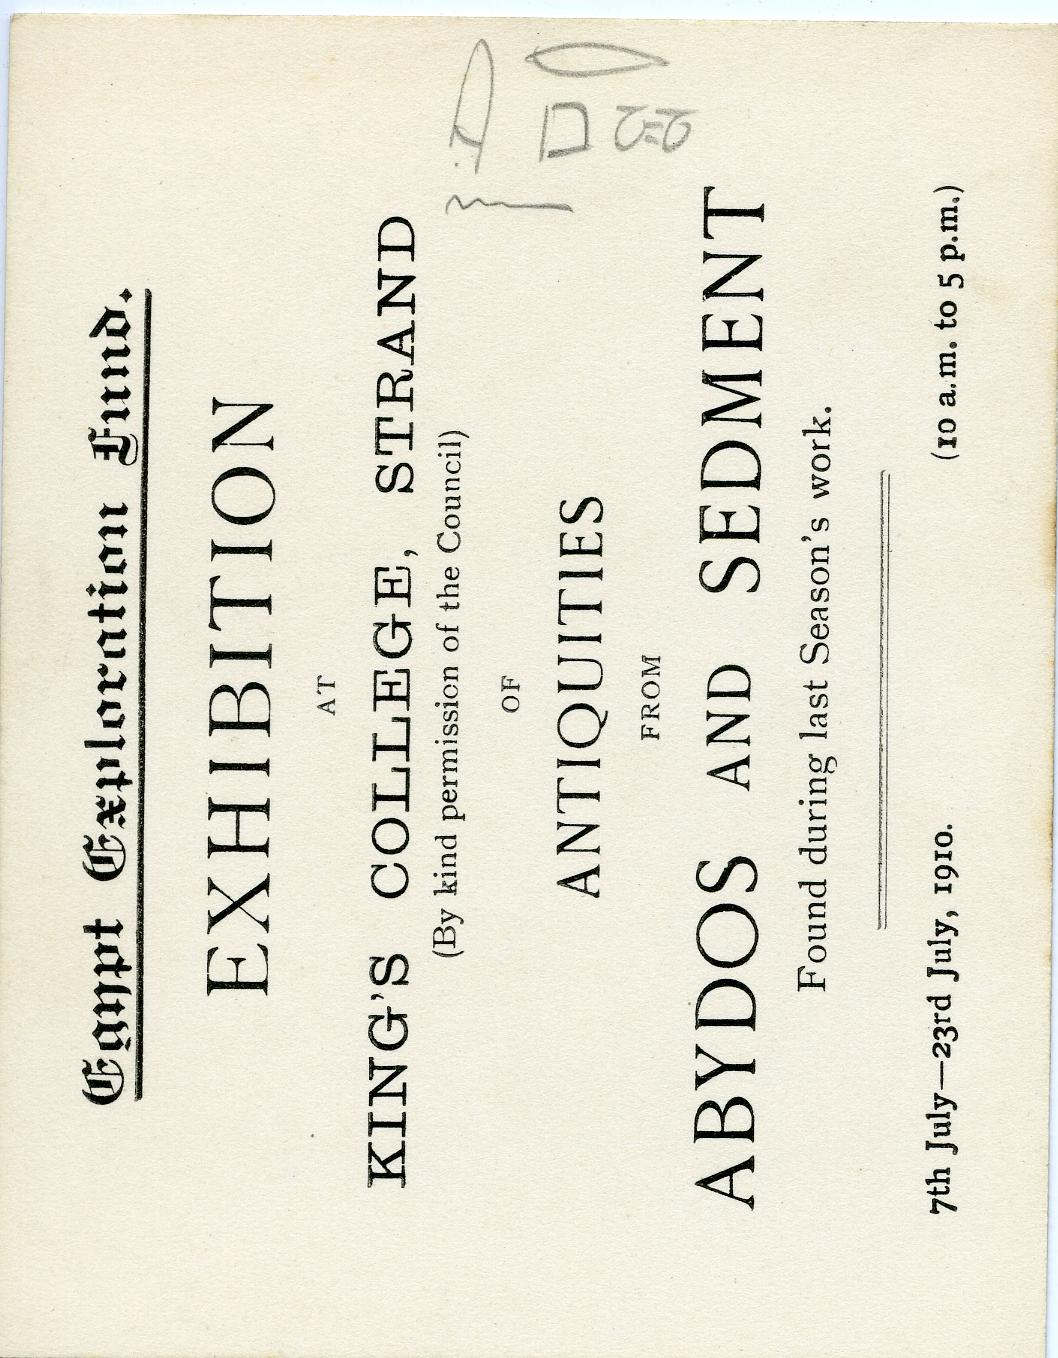 Egypt Exploration Fund.
EXHIBITION
AT
KING'S COLLEGE, STRAND
(By kind permission of the Council)
OF
ANTIQUITIES
FROM
ABYDOS AND SEDMENT
Found during last Season's work.
7th July—23rd July, 1910. (10 a.m. to 5 p.m.)